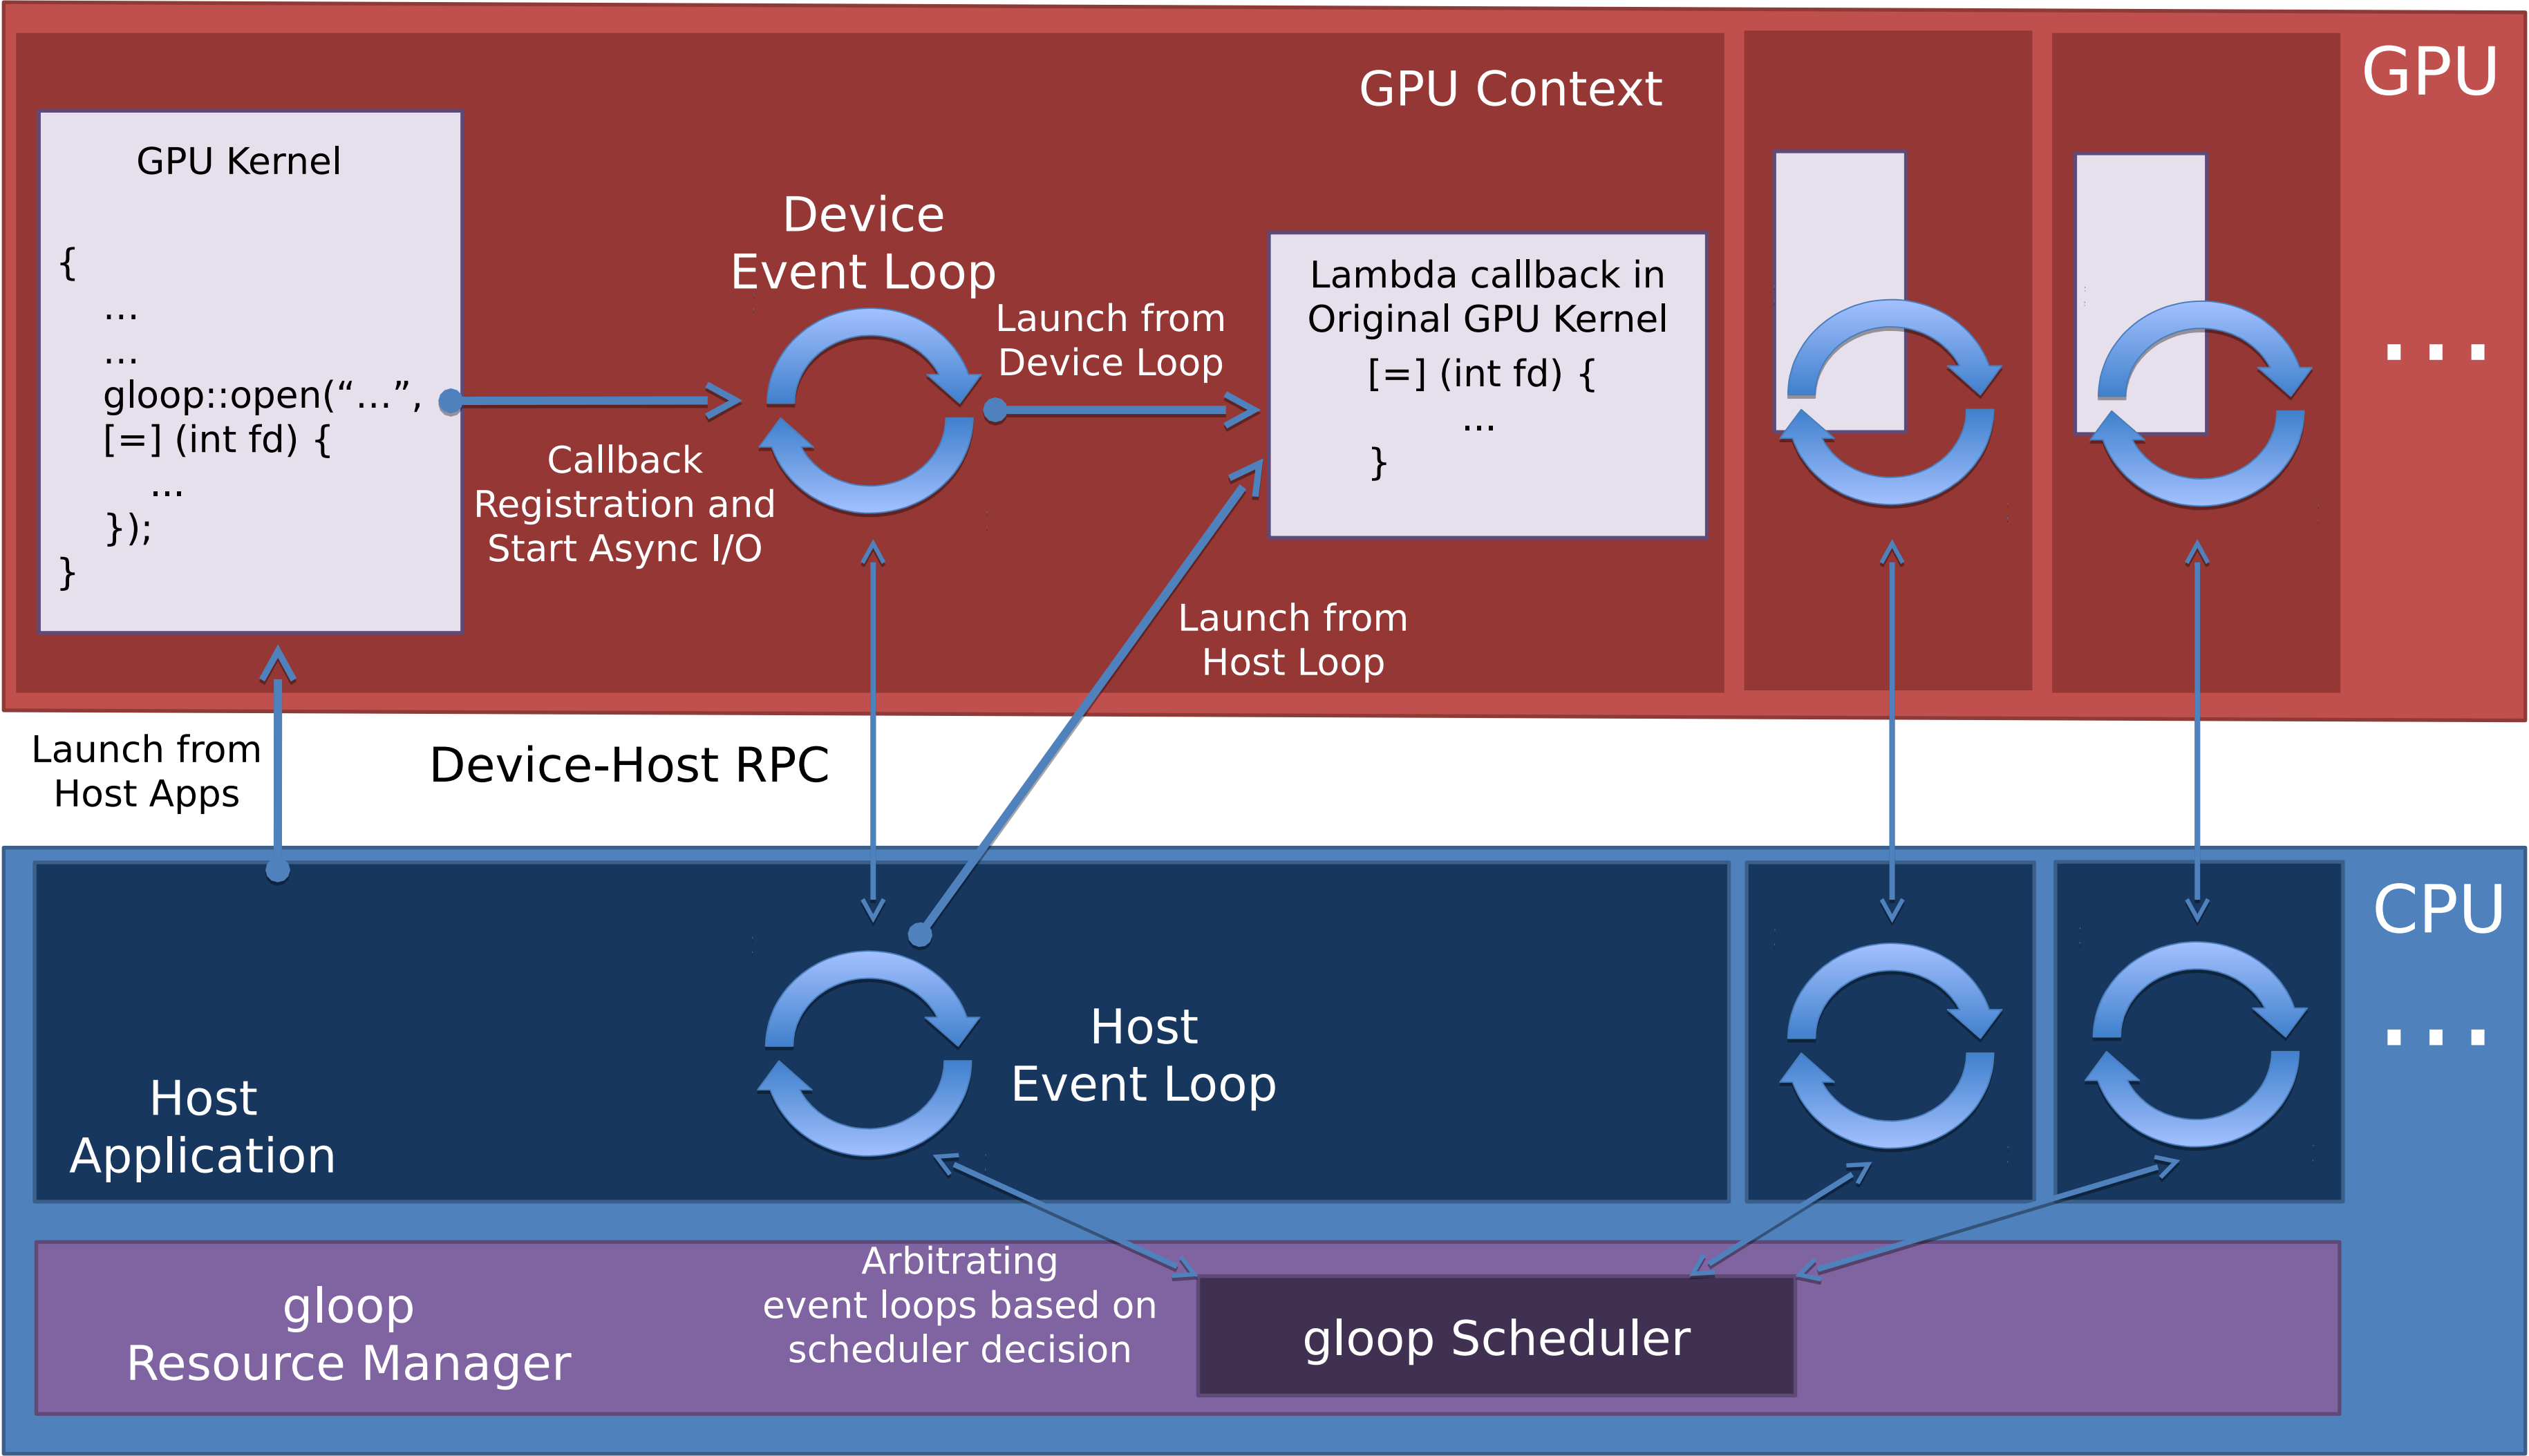 GPU
GPU Context
GPU Kernel
{
...
...
gloop::open(“...”,
[=] (int fd) {
...
});
}
Device
Event Loop
Callback
Registration and
Start Async I/O
Launch from
Device Loop
Lambda callback in
Original GPU Kernel
[=] (int fd) {
...
}
Launch from
Host Loop
...
Launch from
Host Apps
Device-Host RPC
CPU
Host
Application
Host
Event Loop
...
gloop
Resource Manager
Arbitrating
event loops based on
scheduler decision
gloop Scheduler